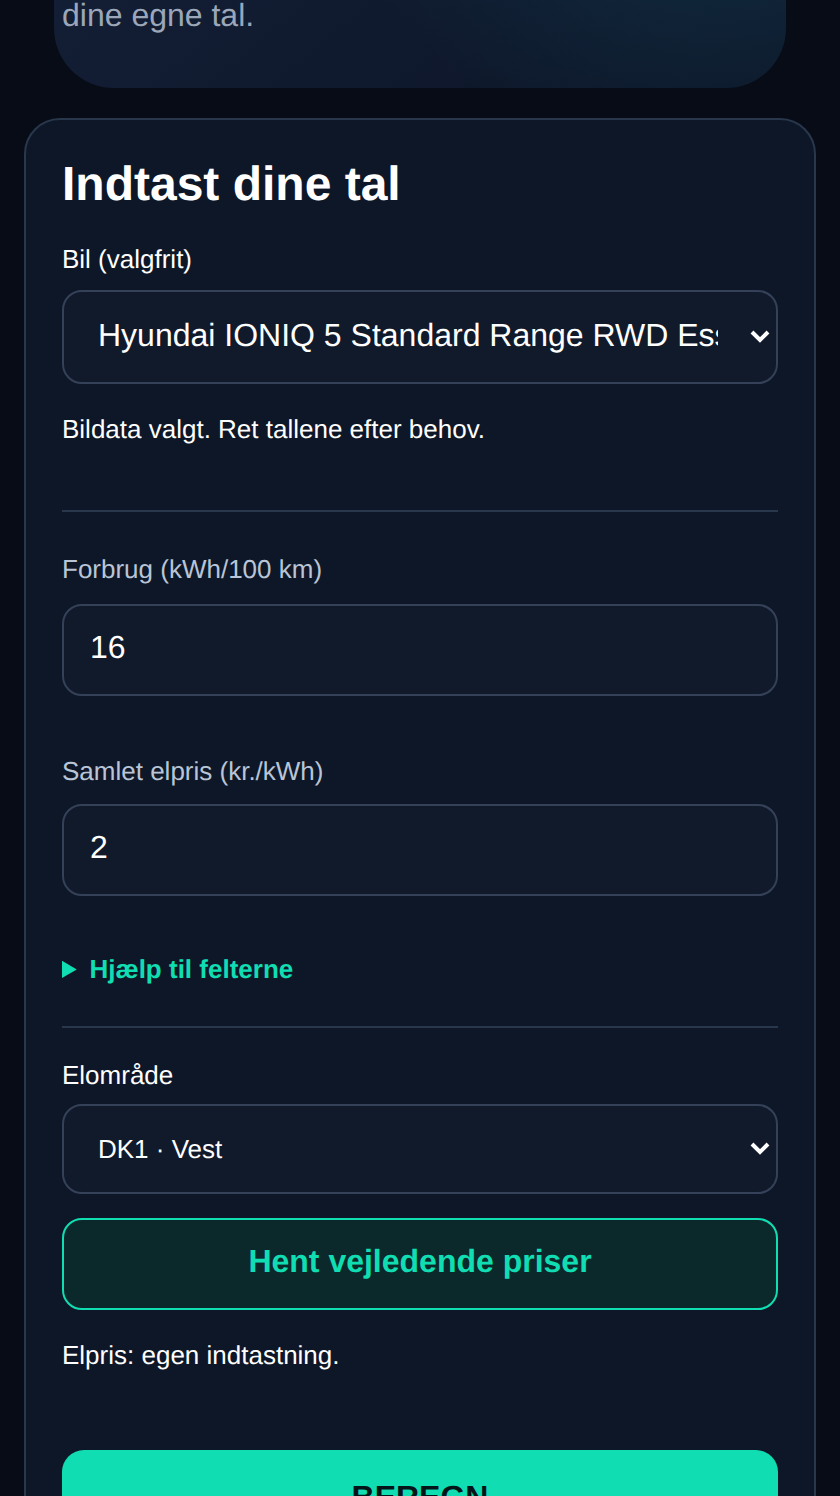 dine egne tal.
Indtast dine tal
Bil (valgfrit)
Hyundai IONIQ 5 Standard Range RWD Ess
Bildata valgt. Ret tallene efter behov.
Forbrug (kWh/100 km)
16
Samlet elpris (kr./kWh)
2
Hjælp til felterne
Elområde
DK1 · Vest
Hent vejledende priser
Elpris: egen indtastning.
BEREGN